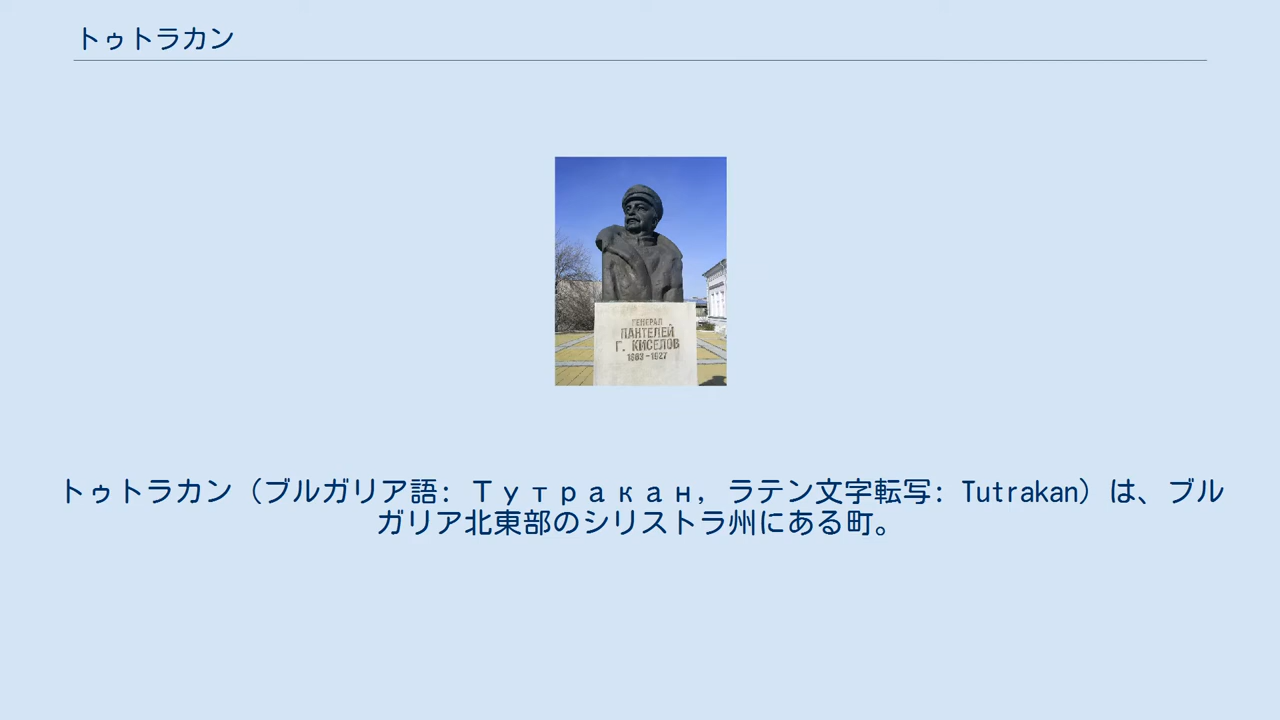 トゥトラカン
ГЕНЕРАЛ
ПАНТЕЛЕЙ
Г. КИСЕЛОВ
1863-1927
トゥトラカン（ブルガリア語: Тутракан, ラテン文字転写: Tutrakan）は、ブル
ガリア北東部のシリストラ州にある町。